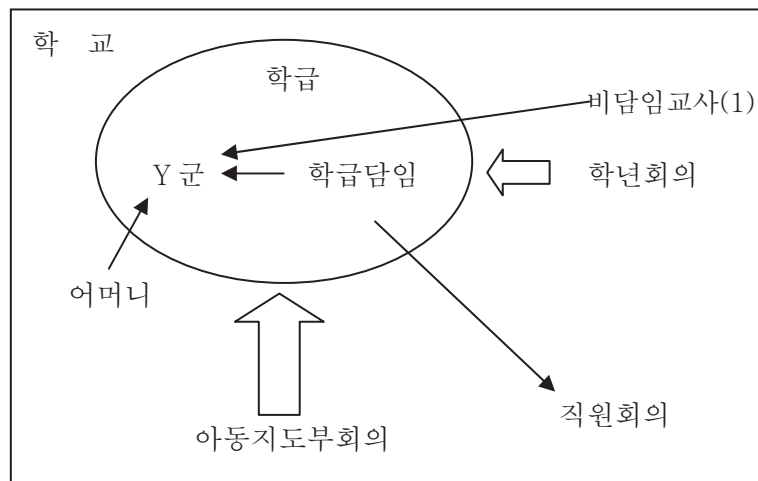 학 교
학급
비담임교사(1)
Y군 학급담임 학년회의
어머니
직원회의
아동지도부회의